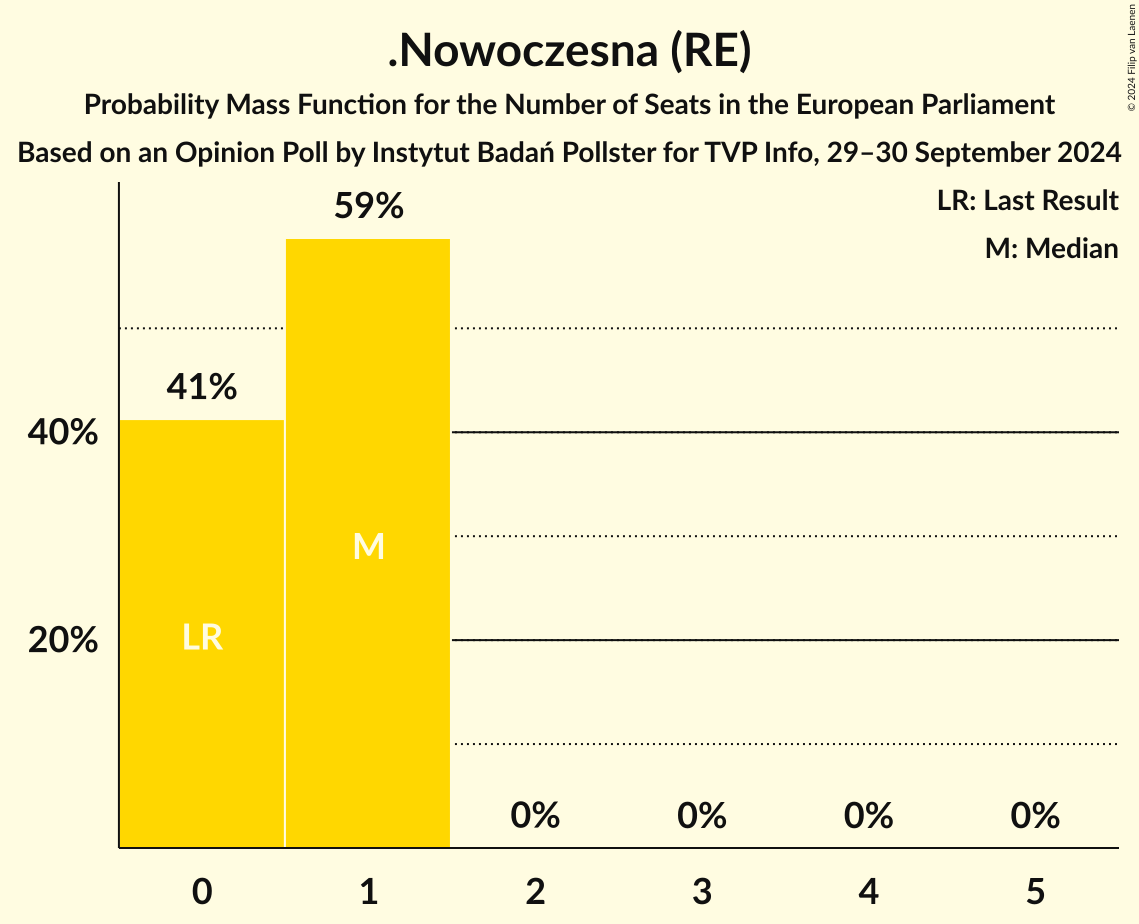 .Nowoczesna (RE)
Probability Mass Function for the Number of Seats in the European Parliament
Based on an Opinion Poll by Instytut Badań Pollster for TVP Info, 29–30 September 2024
© 2024 Filip van Laenen
LR: Last Result
M: Median
59%
41%
40%
M
LR
20%
0% 0% 0% 0%
0 1 2 3 4 5